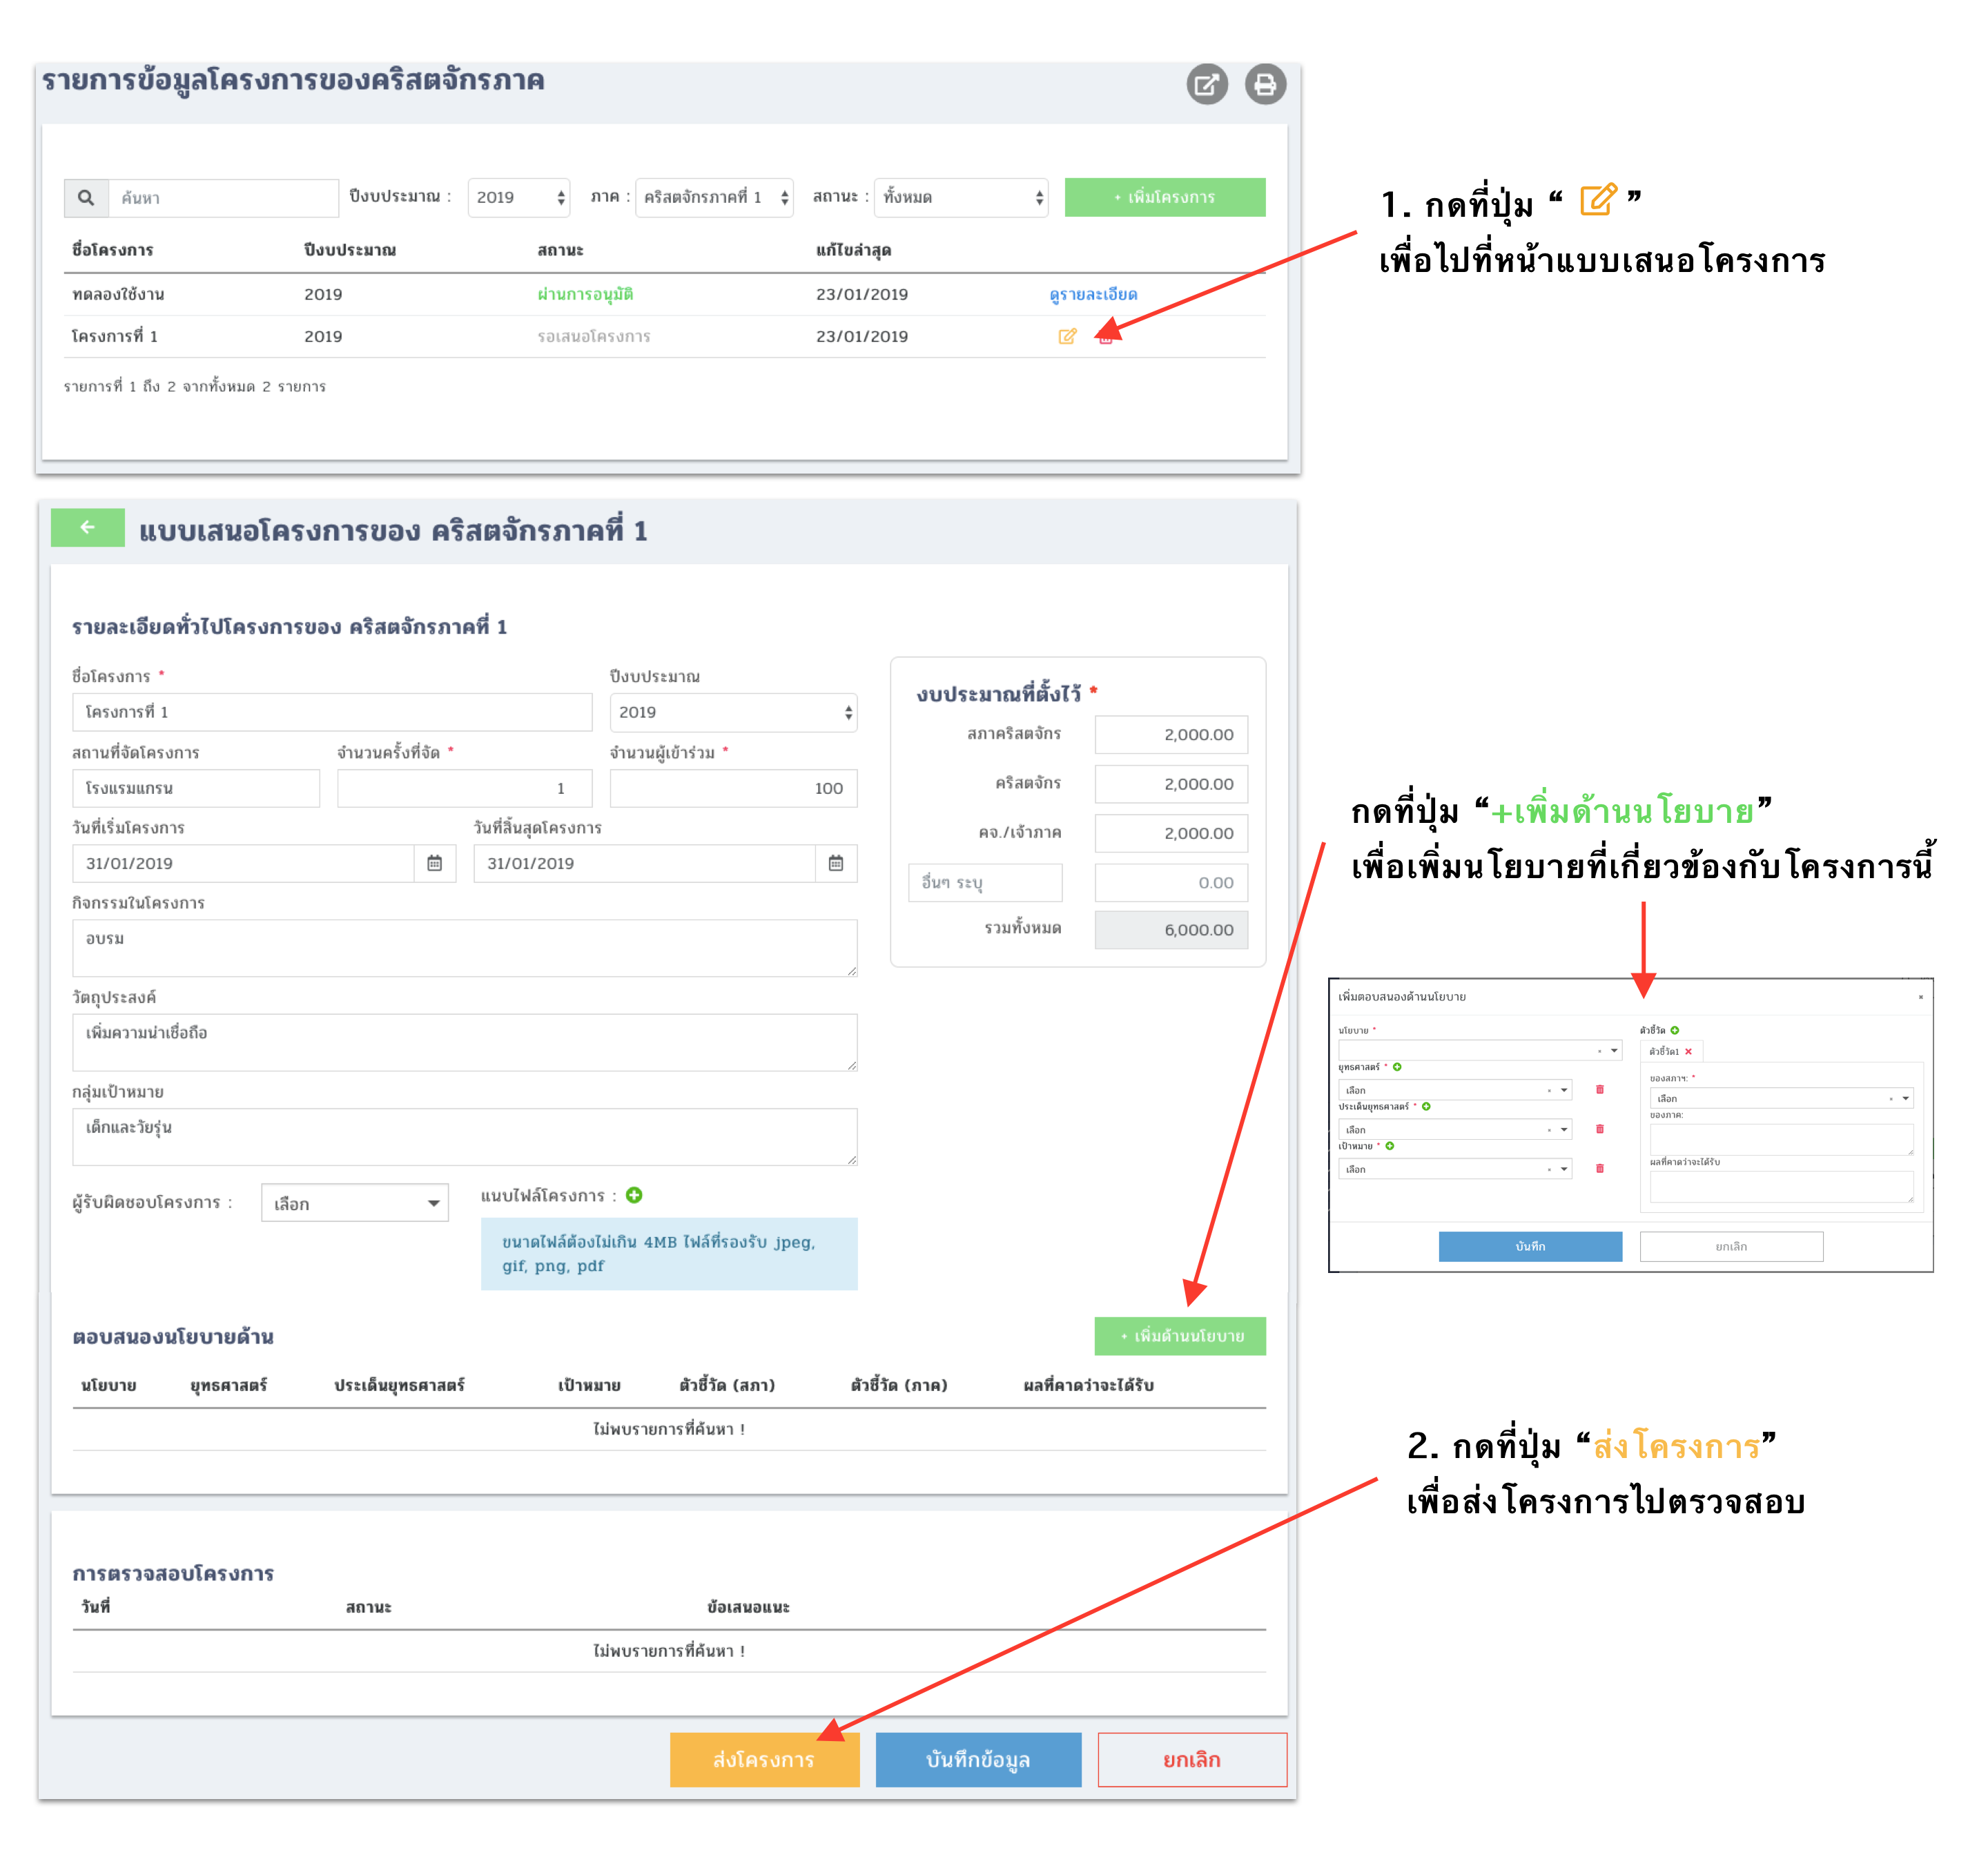 รายการข้อมูลโครงการของคริสตจักรภาค
ค้นหา ปีงบประมาณ : 2019 ภาค : คริสตจักรภาคที่ 1 สถานะ : ทั้งหมด + เพิ่มโครงการ
ชื่อโครงการ ปีงบประมาณ สถานะ แก้ไขล่าสุด
ทดลองใช้งาน 2019 ผ่านการอนุมัติ 23/01/2019 ดูรายละเอียด
โครงการที่ 1 2019 รอเสนอโครงการ 23/01/2019
รายการที่ 1 ถึง 2 จากทั้งหมด 2 รายการ
1. กดที่ปุ่ม “ ”
เพื่อไปที่หน้าแบบเสนอโครงการ
แบบเสนอโครงการของ คริสตจักรภาคที่ 1
รายละเอียดทั่วไปโครงการของ คริสตจักรภาคที่ 1
ชื่อโครงการ * ปีงบประมาณ
โครงการที่ 1 2019
สถานที่จัดโครงการ จำนวนครั้งที่จัด * จำนวนผู้เข้าร่วม *
โรงแรมแกรน 1 100
วันที่เริ่มโครงการ วันที่สิ้นสุดโครงการ
31/01/2019 31/01/2019
กิจกรรมในโครงการ
อบรม
วัตถุประสงค์
เพิ่มความน่าเชื่อถือ
กลุ่มเป้าหมาย
เด็กและวัยรุ่น
ผู้รับผิดชอบโครงการ : เลือก แนบไฟล์โครงการ :
ขนาดไฟล์ต้องไม่เกิน 4MB ไฟล์ที่รองรับ jpeg,
gif, png, pdf
งบประมาณที่ตั้งไว้ *
สภาคริสตจักร 2,000.00
คริสตจักร 2,000.00
คจ./เจ้าภาค 2,000.00
อื่นๆ ระบุ 0.00
รวมทั้งหมด 6,000.00
กดที่ปุ่ม “+เพิ่มด้านนโยบาย”
เพื่อเพิ่มนโยบายที่เกี่ยวข้องกับโครงการนี้
เพิ่มตอบสนองด้านนโยบาย ×
นโยบาย *
ยุทธศาสตร์ *
เลือก
ประเด็นยุทธศาสตร์ *
เลือก
เป้าหมาย *
เลือก
ตัวชี้วัด
ตัวชี้วัด1
ของสภาฯ: *
เลือก
ของภาค:
ผลที่คาดว่าจะได้รับ
บันทึก ยกเลิก
ตอบสนองนโยบายด้าน + เพิ่มด้านนโยบาย
นโยบาย ยุทธศาสตร์ ประเด็นยุทธศาสตร์ เป้าหมาย ตัวชี้วัด (สภา) ตัวชี้วัด (ภาค) ผลที่คาดว่าจะได้รับ
ไม่พบรายการที่ค้นหา !
2. กดที่ปุ่ม “ส่งโครงการ”
เพื่อส่งโครงการไปตรวจสอบ
การตรวจสอบโครงการ
วันที่ สถานะ ข้อเสนอแนะ
ไม่พบรายการที่ค้นหา !
ส่งโครงการ บันทึกข้อมูล ยกเลิก